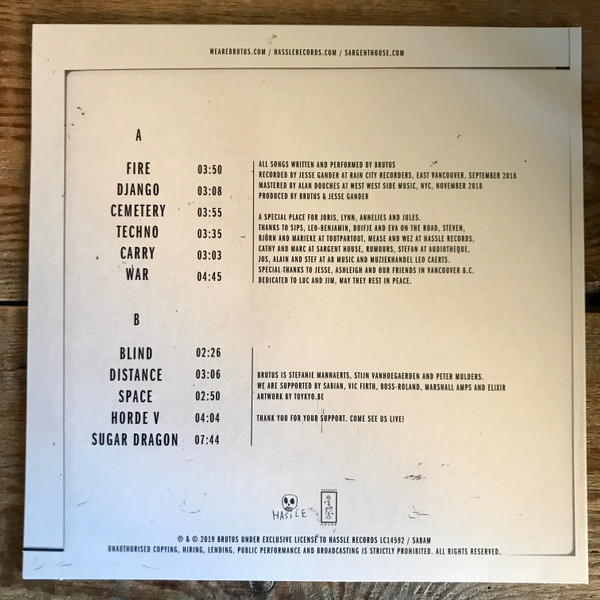 WEAREBRUTUS.COM / HASSLERECORDS.COM / SARGENTHOUSE.COM
A
FIRE 03:50
DJANGO 03:08
CEMETERY 03:55
TECHNO 03:35
CARRY 03:03
WAR 04:45
ALL SONGS WRITTEN AND PERFORMED BY BRUTUS
RECORDED BY JESSE GANDER AT RAIN CITY RECORDERS, EAST VANCOUVER, SEPTEMBER 2018
MASTERED BY ALAN DOUCHES AT WEST WEST SIDE MUSIC, NYC, NOVEMBER 2018
PRODUCED BY BRUTUS & JESSE GANDER
A SPECIAL PLACE FOR JORIS, LYNN, ANNELIES AND JULES.
THANKS TO SIPS, LEO-BENJAMIN, DUIFJE AND EVA ON THE ROAD, STEVEN,
BJÖRN AND MARIEKE AT TOUTPARTOUT, MEASE AND WEZ AT HASSLE RECORDS,
CATHY AND MARC AT SARGENT HOUSE, RUMOURS, STEFAN AT AUDIOTHEQUE,
JOS, ALAIN AND STEF AT AB MUSIC AND MUZIEKHANDEL LEO CAERTS.
SPECIAL THANKS TO JESSE, ASHLEIGH AND OUR FRIENDS IN VANCOUVER B.C.
DEDICATED TO LUC AND JIM, MAY THEY REST IN PEACE.
B
BLIND 02:26
DISTANCE 03:06
SPACE 02:50
HORDE V 04:04
SUGAR DRAGON 07:44
BRUTUS IS STEFANIE MANNAERTS, STIJN VANHOEGAERDEN AND PETER MULDERS.
WE ARE SUPPORTED BY SABIAN, VIC FIRTH, BOSS-ROLAND, MARSHALL AMPS AND ELIXIR
ARTWORK BY TOYKYO.BE
THANK YOU FOR YOUR SUPPORT. COME SEE US LIVE!
HASSLE
℗ & © 2019 BRUTUS UNDER EXCLUSIVE LICENSE TO HASSLE RECORDS LC14592 / SABAM
UNAUTHORISED COPYING, HIRING, LENDING, PUBLIC PERFORMANCE AND BROADCASTING IS STRICTLY PROHIBITED. ALL RIGHTS RESERVED.